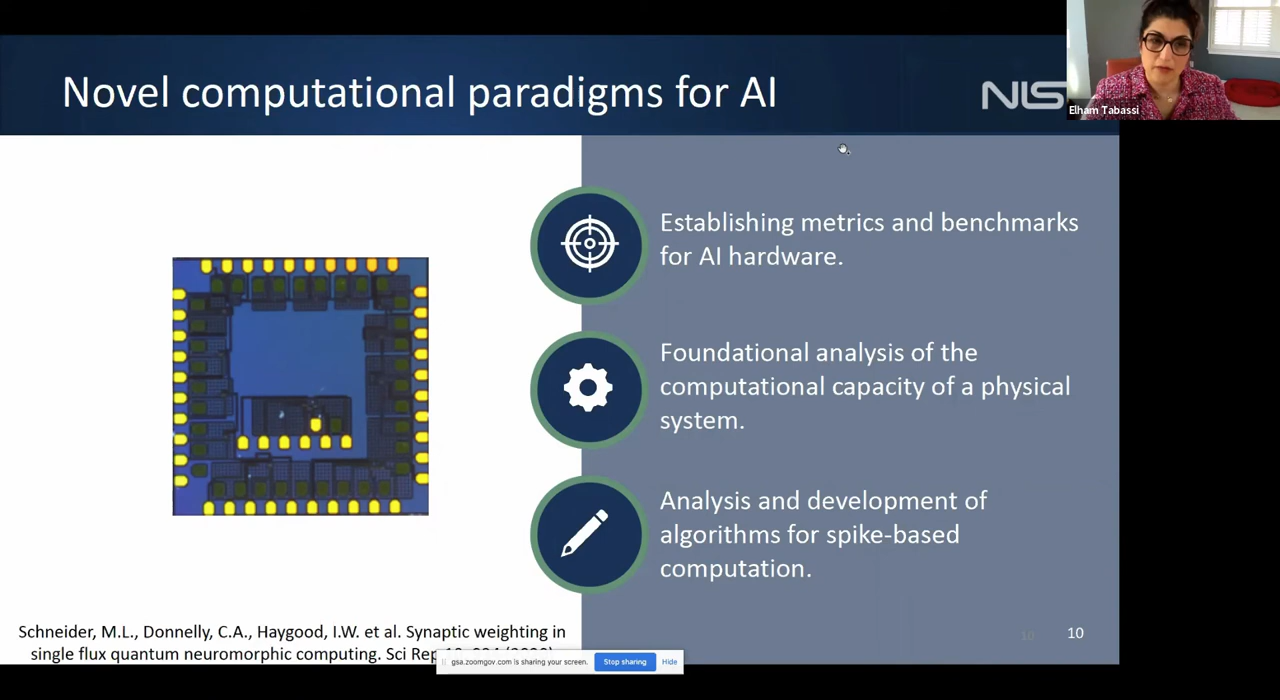 Novel computational paradigms for AI
NIS
Elham Tabassi
Establishing metrics and benchmarks
for AI hardware.
Foundational analysis of the
computational capacity of a physical
system.
Analysis and development of
algorithms for spike-based
computation.
Schneider, M.L., Donnelly, C.A., Haygood, I.W. et al. Synaptic weighting in
single flux quantum neuromorphic computing. Sci Rep
10
10
gsa.zoomgov.com is sharing your screen.
Stop sharing
Hide